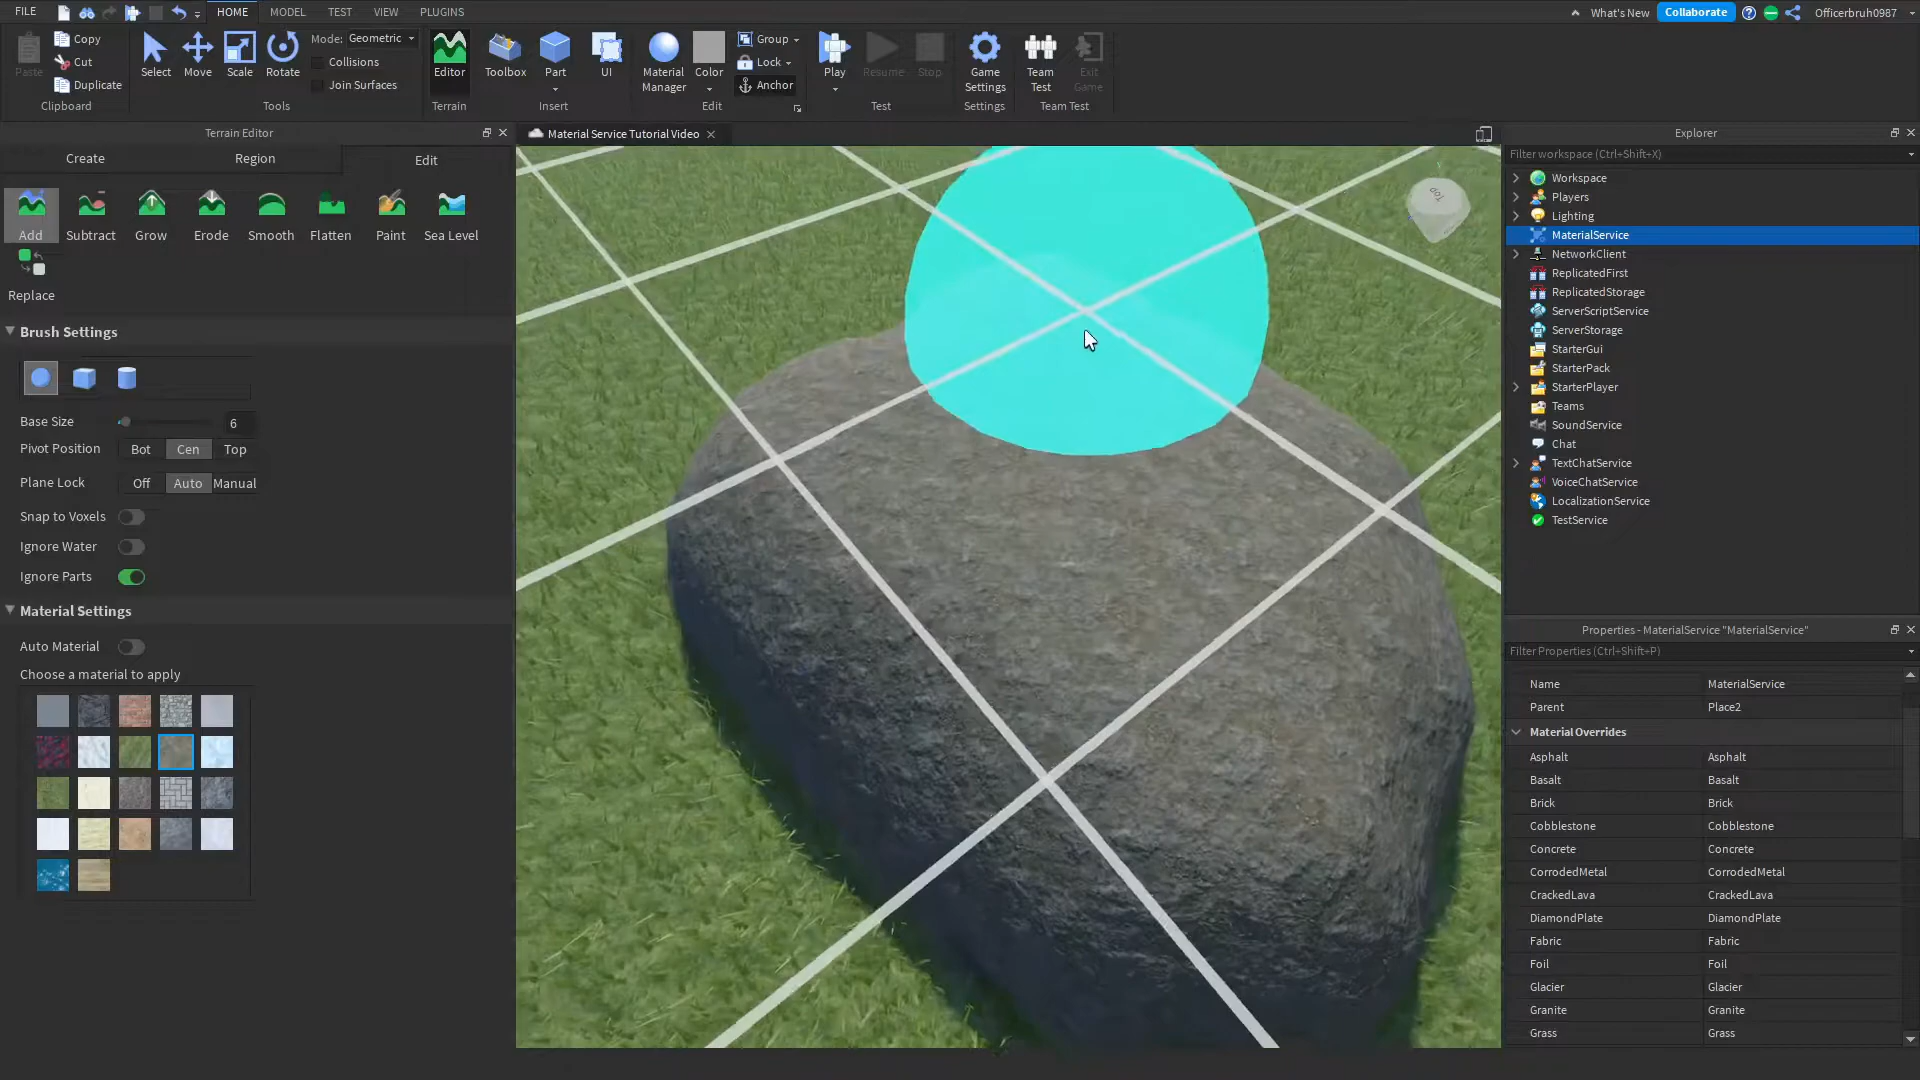 FILE HOME MODEL TEST VIEW PLUGINS What's New Collaborate Officerbruh0987
Copy Mode: Geometric Group
Cut Collisions Lock
Paste Duplicate Select Move Scale Rotate Join Surfaces Editor Toolbox Part UI Material Manager Color Anchor Play Resume Stop Game Settings Team Test Exit Game
Clipboard Tools Terrain Insert Edit Test Settings Team Test
Terrain Editor
Create Region Edit
Add Subtract Grow Erode Smooth Flatten Paint Sea Level
Replace
Brush Settings
Base Size 6
Pivot Position Bot Cen Top
Plane Lock Off Auto Manual
Snap to Voxels
Ignore Water
Ignore Parts
Material Settings
Auto Material
Choose a material to apply
Material Service Tutorial Video
Top
Explorer
Filter workspace (Ctrl+Shift+X)
Workspace
Players
Lighting
MaterialService
NetworkClient
ReplicatedFirst
ReplicatedStorage
ServerScriptService
ServerStorage
StarterGui
StarterPack
StarterPlayer
Teams
SoundService
Chat
TextChatService
VoiceChatService
LocalizationService
TestService
Properties - MaterialService "MaterialService"
Filter Properties (Ctrl+Shift+P)
Name MaterialService
Parent Place2
Material Overrides
Asphalt Asphalt
Basalt Basalt
Brick Brick
Cobblestone Cobblestone
Concrete Concrete
CorrodedMetal CorrodedMetal
CrackedLava CrackedLava
DiamondPlate DiamondPlate
Fabric Fabric
Foil Foil
Glacier Glacier
Granite Granite
Grass Grass